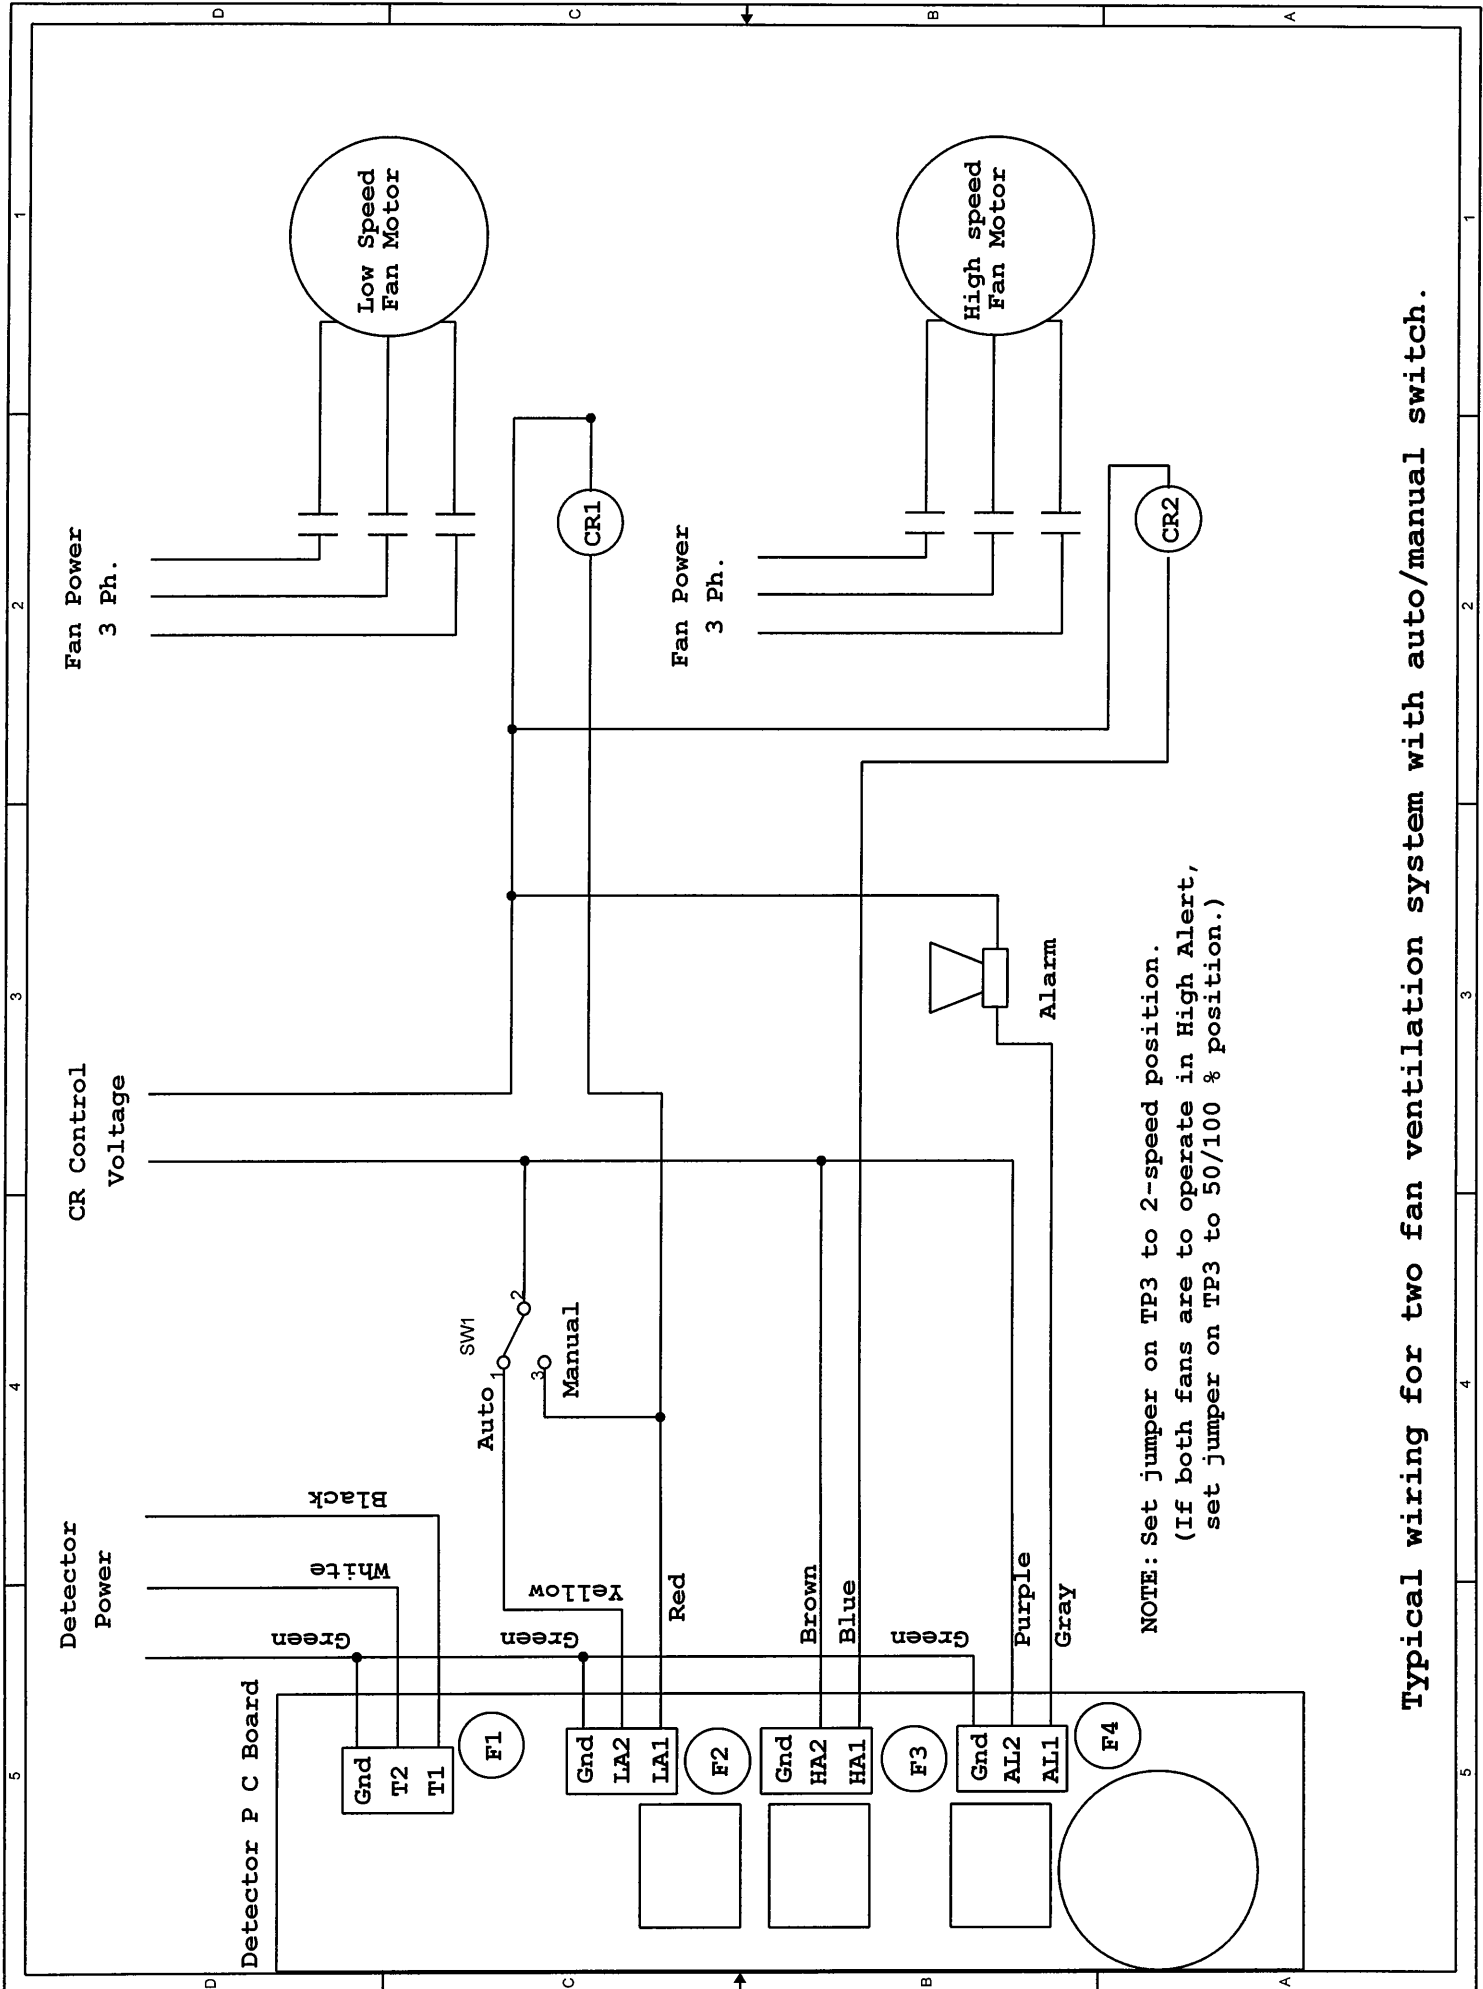 5
4
3
2
1
D
D
Detector
Power
CR Control
Voltage
Fan Power
3 Ph.
Detector P C Board
Green
White
Black
Gnd
T2
T1
F1
Low Speed
Fan Motor
Auto
SW1
1
2
3
Manual
Green
Yellow
Gnd
LA2
LA1
Red
F2
CR1
C
C
Fan Power
3 Ph.
Gnd
HA2
HA1
Brown
Blue
F3
High speed
Fan Motor
B
B
Green
Gnd
AL2
AL1
Purple
Gray
F4
Alarm
CR2
NOTE: Set jumper on TP3 to 2-speed position.
(If both fans are to operate in High Alert,
set jumper on TP3 to 50/100 % position.)
A
A
Typical wiring for two fan ventilation system with auto/manual switch.
5
4
3
2
1